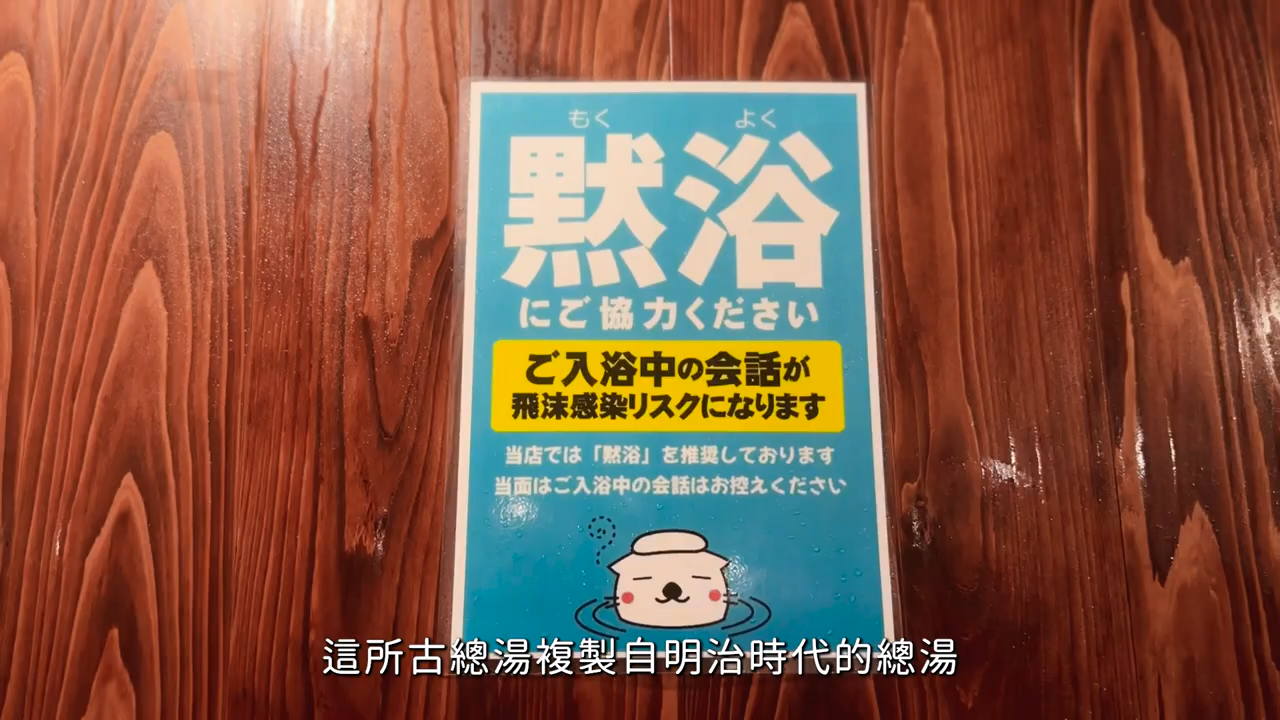 もく よく
黙浴
にご協力ください
ご入浴中の会話が
飛沫感染リスクになります
当店では「黙浴」を推奨しております
当面はご入浴中の会話はお控えください
這所古總湯複製自明治時代的總湯